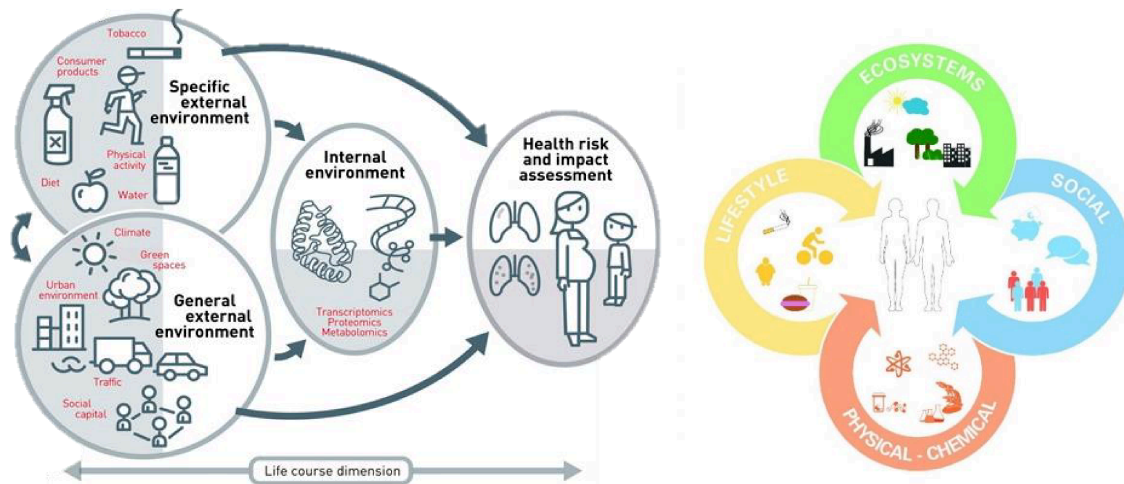 Tobacco
Consumer
products
Specific
external
environment
Physical
activity
Diet
Water
Climate
Green
spaces
Urban
environment
General
external
environment
Traffic
Social
capital
Internal
environment
Transcriptomics
Proteomics
Metabolomics
Health risk
and impact
assessment
Life course dimension
ECOSYSTEMS
LIFESTYLE
SOCIAL
PHYSICAL - CHEMICAL